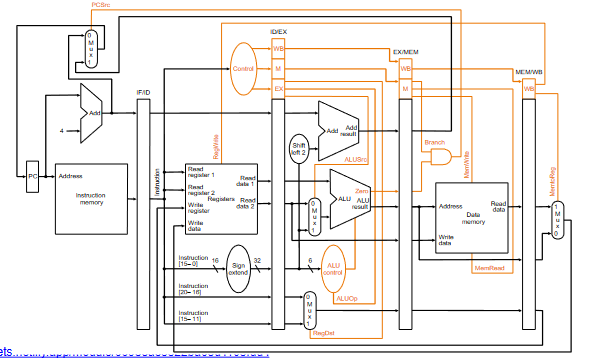 PCSrc
0
M
u
x
1
ID/EX
EX/MEM
MEM/WB
IF/ID
Control
WB
M
EX
WB
M
WB
Add
4
RegWrite
Shift
left 2
Add
Add
result
ALUSrc
Branch
MemWrite
MemtoReg
PC
Address
Instruction
memory
Instruction
Read
register 1
Read
register 2
Write
register
Write
data
Registers
Read
data 1
Read
data 2
0
M
u
x
1
Zero
ALU
ALU
result
Address
Data
memory
Read
data
Write
data
1
M
u
x
0
MemRead
Instruction
[15–0]
16
Sign
extend
32
6
ALU
control
ALUOp
Instruction
[20–16]
Instruction
[15–11]
0
M
u
x
1
RegDst